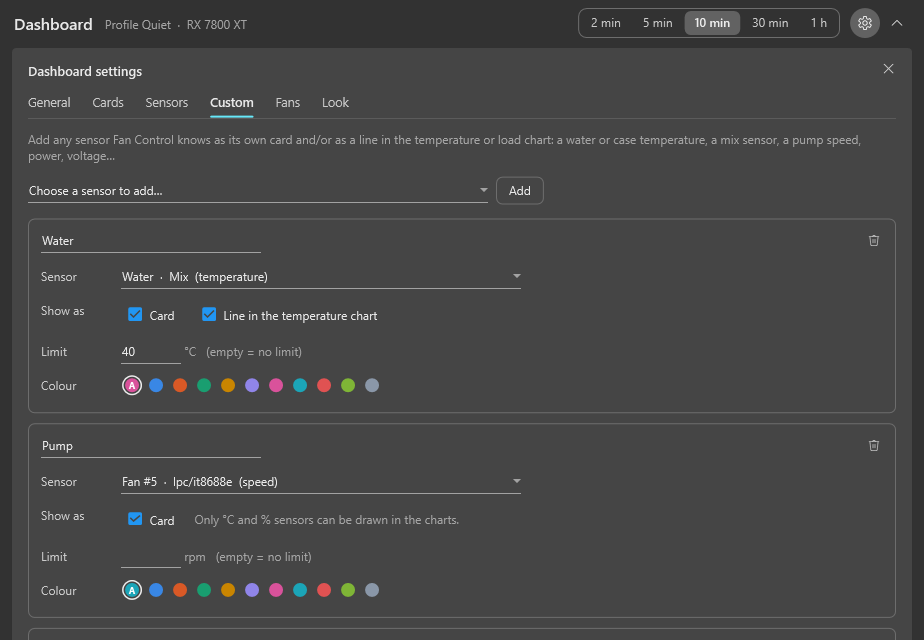 Dashboard Profile Quiet · RX 7800 XT 2 min 5 min 10 min 30 min 1 h
Dashboard settings
General Cards Sensors Custom Fans Look
Add any sensor Fan Control knows as its own card and/or as a line in the temperature or load chart: a water or case temperature, a mix sensor, a pump speed,
power, voltage...
Choose a sensor to add... Add
Water
Sensor Water · Mix (temperature)
Show as Card Line in the temperature chart
Limit 40 °C (empty = no limit)
Colour A
Pump
Sensor Fan #5 · lpc/it8688e (speed)
Show as Card Only °C and % sensors can be drawn in the charts.
Limit rpm (empty = no limit)
Colour A